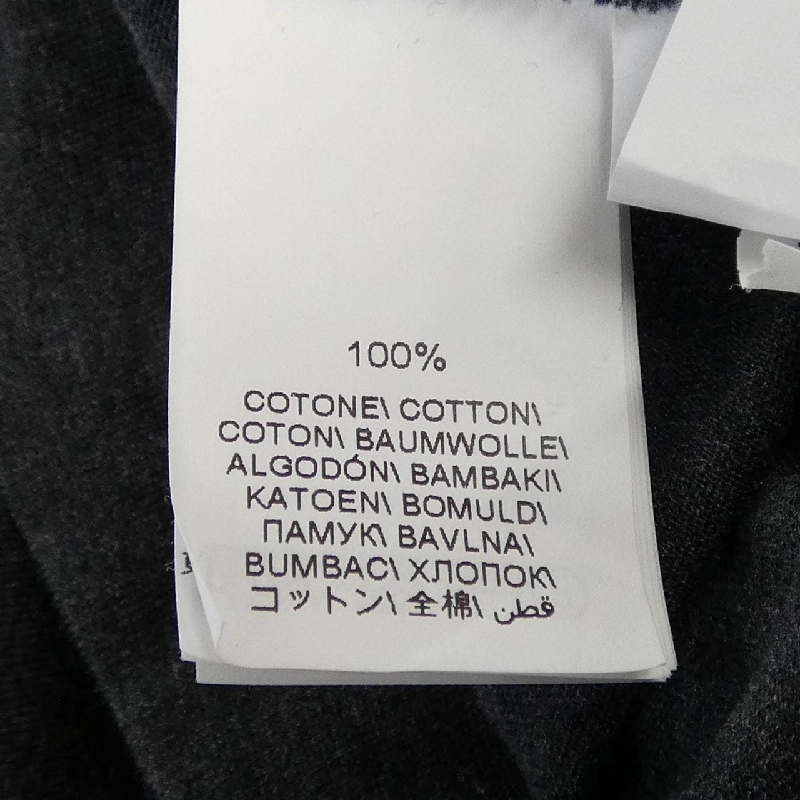 100%
COTONE\ COTTON\
COTON\ BAUMWOLLE\
ALGODÓN\ BAMBAKI\
KATOEN\ BOMULD\
ПАМУК\ BAVLNA\
BUMBAC\ ХЛОПОК\
コットン\ 全棉\ قطن